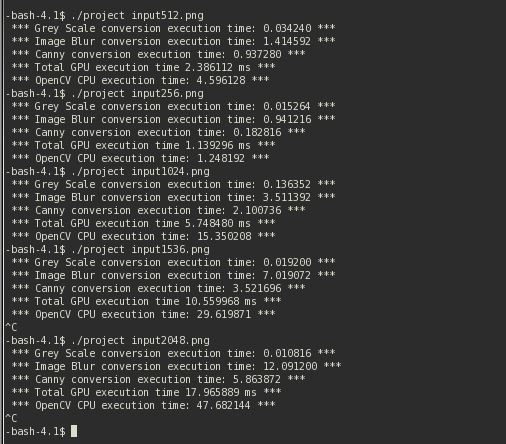 -bash-4.1$ ./project input512.png
*** Grey Scale conversion execution time: 0.034240 ***
*** Image Blur conversion execution time: 1.414592 ***
*** Canny conversion execution time: 0.937280 ***
*** Total GPU execution time 2.386112 ms ***
*** OpenCV CPU execution time: 4.596128 ***
-bash-4.1$ ./project input256.png
*** Grey Scale conversion execution time: 0.015264 ***
*** Image Blur conversion execution time: 0.941216 ***
*** Canny conversion execution time: 0.182816 ***
*** Total GPU execution time 1.139296 ms ***
*** OpenCV CPU execution time: 1.248192 ***
-bash-4.1$ ./project input1024.png
*** Grey Scale conversion execution time: 0.136352 ***
*** Image Blur conversion execution time: 3.511392 ***
*** Canny conversion execution time: 2.100736 ***
*** Total GPU execution time 5.748480 ms ***
*** OpenCV CPU execution time: 15.350208 ***
-bash-4.1$ ./project input1536.png
*** Grey Scale conversion execution time: 0.019200 ***
*** Image Blur conversion execution time: 7.019072 ***
*** Canny conversion execution time: 3.521696 ***
*** Total GPU execution time 10.559968 ms ***
*** OpenCV CPU execution time: 29.619871 ***
^C
-bash-4.1$ ./project input2048.png
*** Grey Scale conversion execution time: 0.010816 ***
*** Image Blur conversion execution time: 12.091200 ***
*** Canny conversion execution time: 5.863872 ***
*** Total GPU execution time 17.965889 ms ***
*** OpenCV CPU execution time: 47.682144 ***
^C
-bash-4.1$